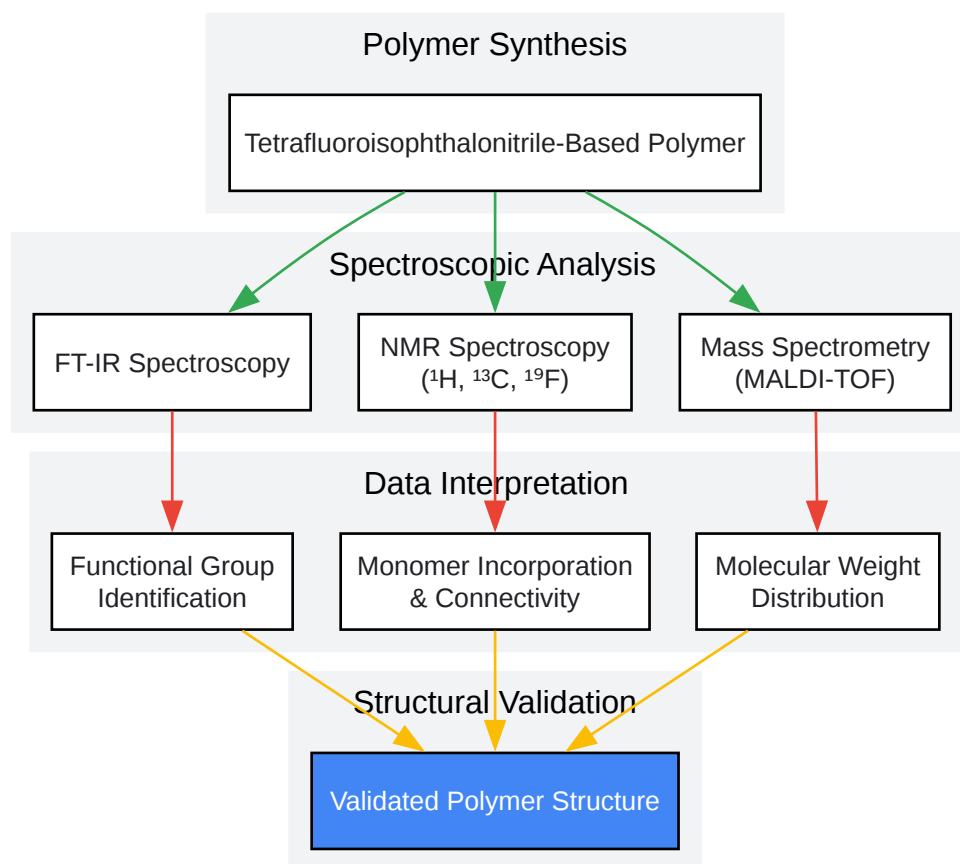 Polymer Synthesis
Tetrafluoroisophthalonitrile-Based Polymer
Spectroscopic Analysis
FT-IR Spectroscopy
NMR Spectroscopy
(¹H, ¹³C, ¹⁹F)
Mass Spectrometry
(MALDI-TOF)
Data Interpretation
Functional Group
Identification
Monomer Incorporation
& Connectivity
Molecular Weight
Distribution
Structural Validation
Validated Polymer Structure